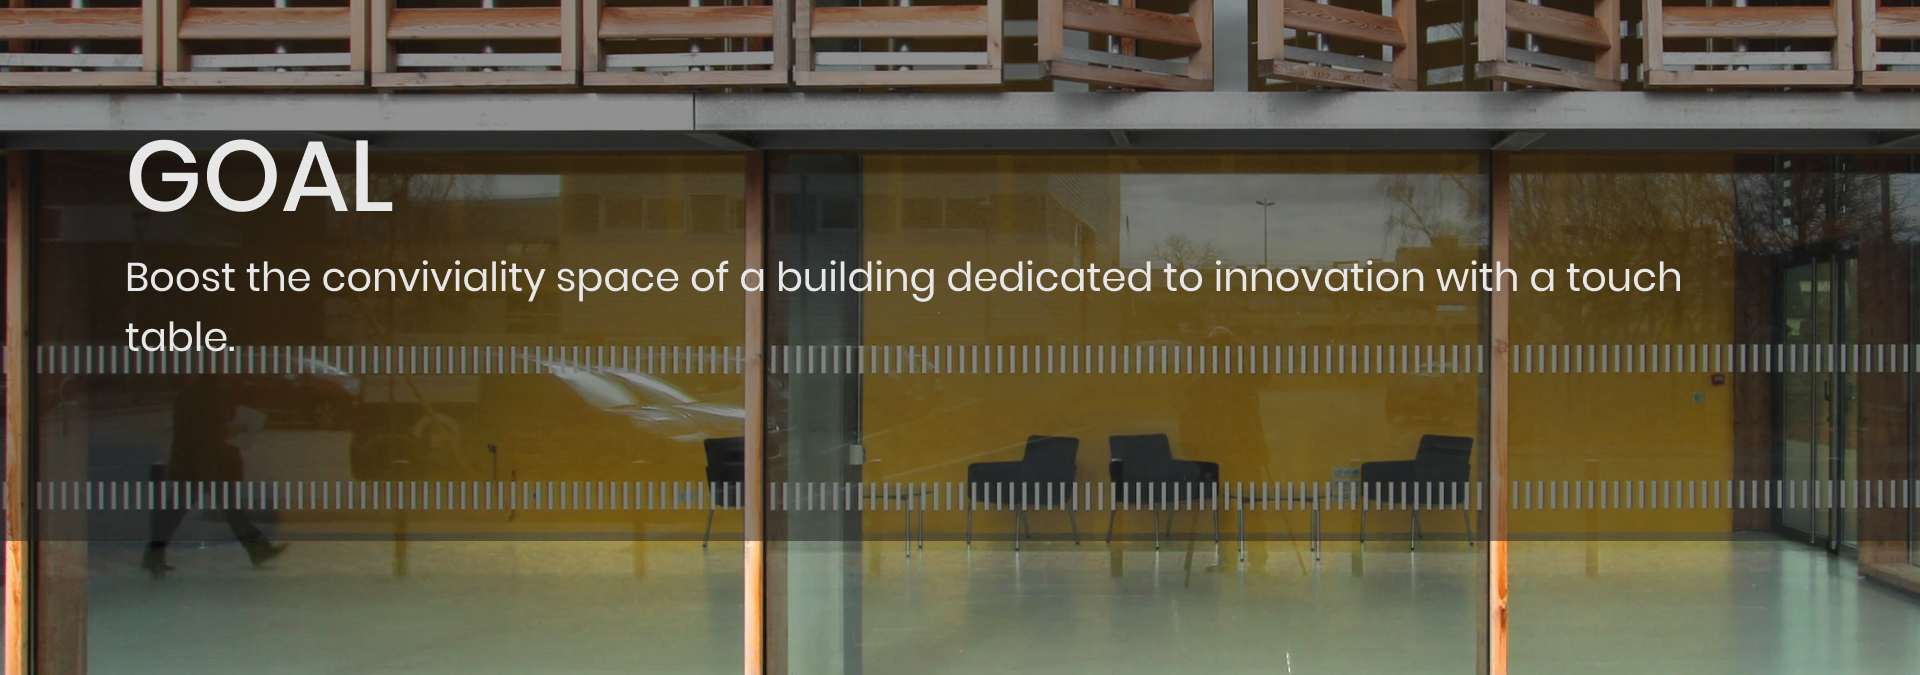 GOAL
Boost the conviviality space of a building dedicated to innovation with a touch
table.